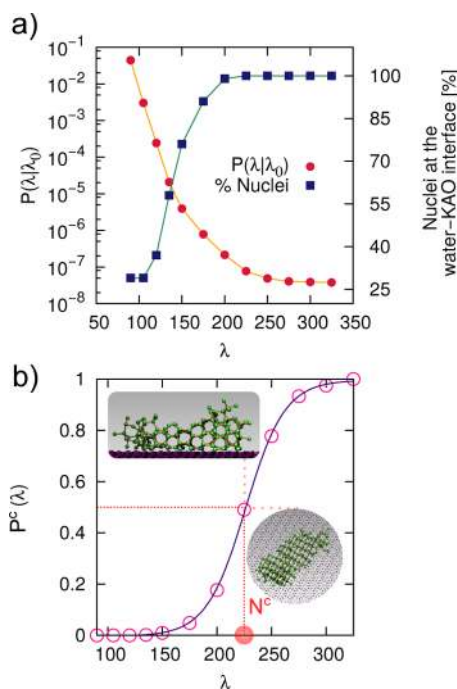 a)
10⁻¹
10⁻²
10⁻³
10⁻⁴
10⁻⁵
10⁻⁶
10⁻⁷
10⁻⁸
P(λ|λ₀)
P(λ|λ₀)
% Nuclei
100
85
70
55
40
25
Nuclei at the
water-KAO interface [%]
50 100 150 200 250 300 350
λ
b)
1
0.8
0.6
0.4
0.2
0
Pᶜ(λ)
Nᶜ
100 150 200 250 300
λ